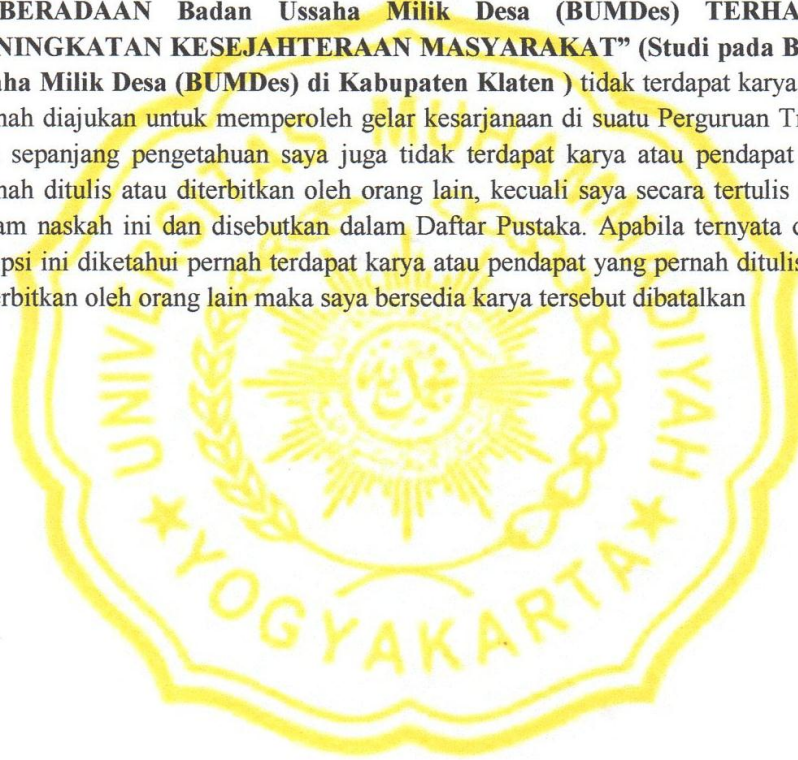 BERADAAN Badan Ussaha Milik Desa (BUMDes) TERHA
NINGKATAN KESEJAHTERAAN MASYARAKAT” (Studi pada B
aha Milik Desa (BUMDes) di Kabupaten Klaten ) tidak terdapat karya
nah diajukan untuk memperoleh gelar kesarjanaan di suatu Perguruan Ti
sepanjang pengetahuan saya juga tidak terdapat karya atau pendapat
nah ditulis atau diterbitkan oleh orang lain, kecuali saya secara tertulis
am naskah ini dan disebutkan dalam Daftar Pustaka. Apabila ternyata d
psi ini diketahui pernah terdapat karya atau pendapat yang pernah ditulis
erbitkan oleh orang lain maka saya bersedia karya tersebut dibatalkan
UNIVERSITAS MUHAMMADIYAH
YOGYAKARTA